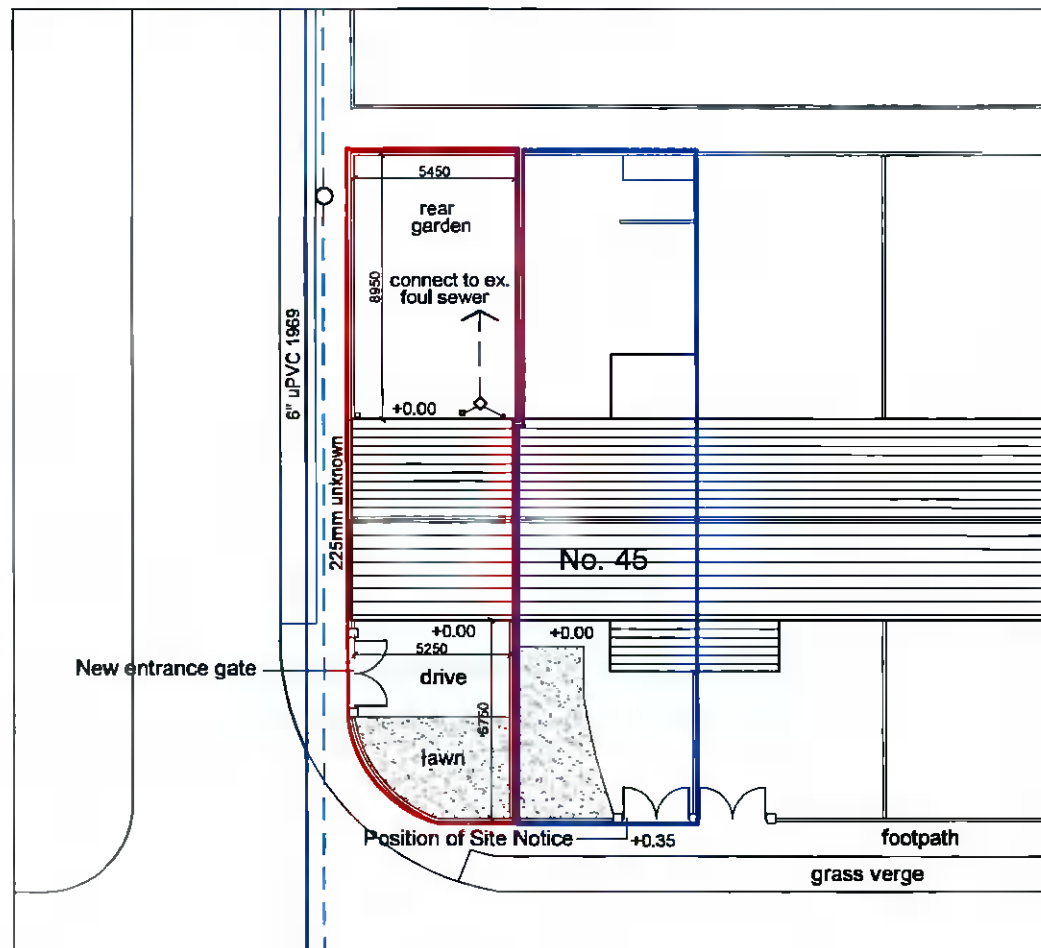 5450
rear
garden
8950
connect to ex.
foul sewer
6" uPVC 1969
+0.00
225mm unknown
No. 45
+0.00
+0.00
5250
New entrance gate
drive
6750
lawn
Position of Site Notice
+0.35
footpath
grass verge